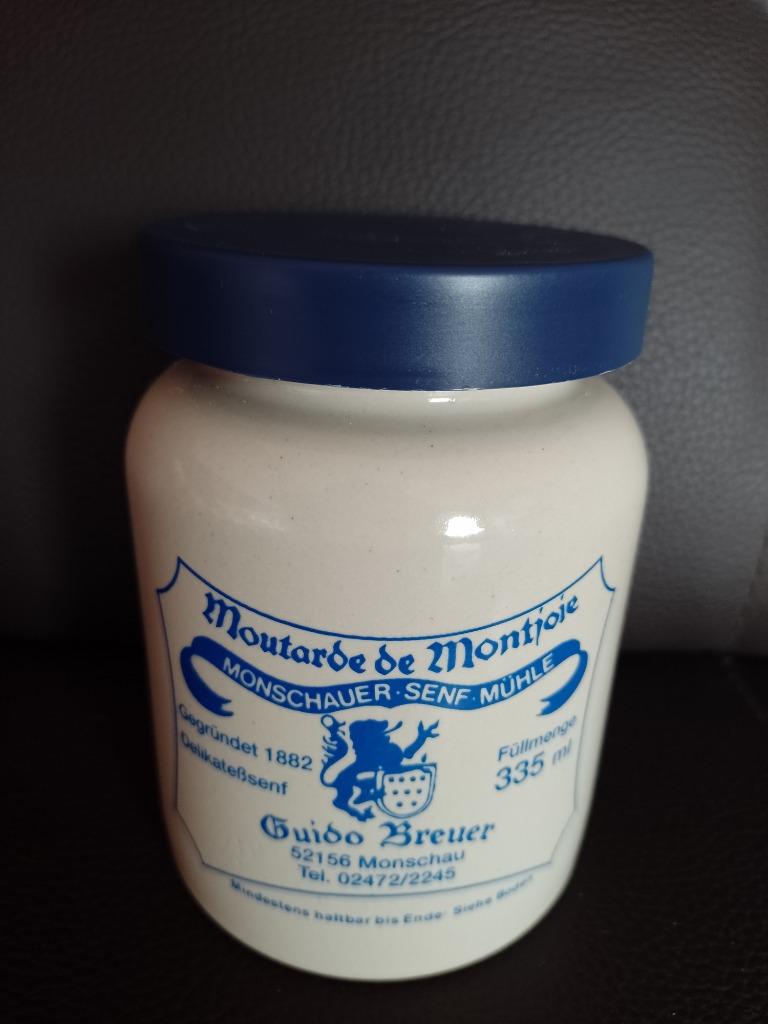 Moutarde de Montjoie
MONSCHAUER · SENF · MÜHLE
Gegründet 1882
Delikateßsenf
Füllmenge
335 ml
Guido Breuer
52156 Monschau
Tel. 02472/2245
Mindestens haltbar bis Ende: Siehe Boden